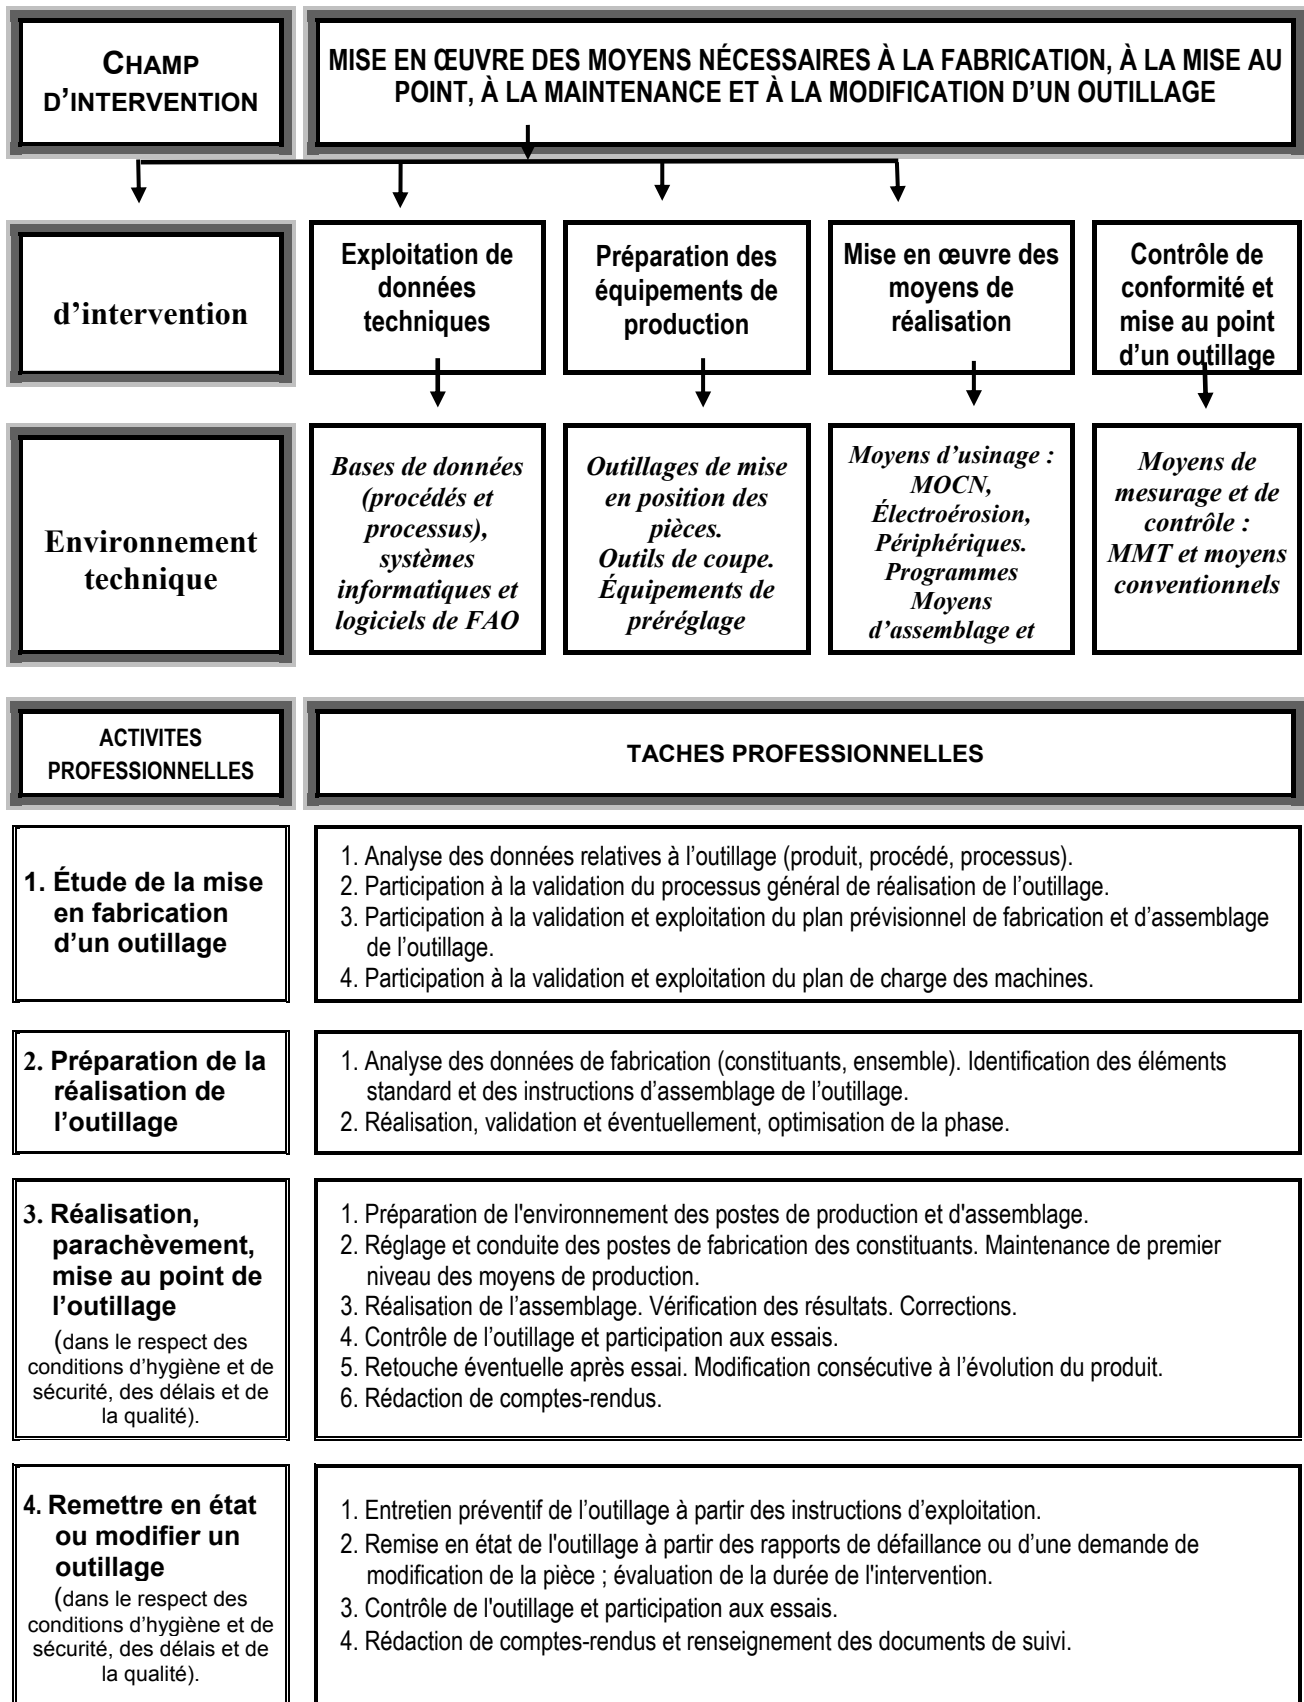 CHAMP
D’INTERVENTION
MISE EN ŒUVRE DES MOYENS NÉCESSAIRES À LA FABRICATION, À LA MISE AU
POINT, À LA MAINTENANCE ET À LA MODIFICATION D’UN OUTILLAGE
d’intervention
Exploitation de
données
techniques
Préparation des
équipements de
production
Mise en œuvre des
moyens de
réalisation
Contrôle de
conformité et
mise au point
d’un outillage
Environnement
technique
Bases de données
(procédés et
processus),
systèmes
informatiques et
logiciels de FAO
Outillages de mise
en position des
pièces.
Outils de coupe.
Équipements de
préréglage
Moyens d’usinage :
MOCN,
Électroérosion,
Périphériques.
Programmes
Moyens
d’assemblage et
Moyens de
mesurage et de
contrôle :
MMT et moyens
conventionnels
ACTIVITES
PROFESSIONNELLES
TACHES PROFESSIONNELLES
1. Étude de la mise
en fabrication
d’un outillage
1. Analyse des données relatives à l’outillage (produit, procédé, processus).
2. Participation à la validation du processus général de réalisation de l’outillage.
3. Participation à la validation et exploitation du plan prévisionnel de fabrication et d’assemblage
de l’outillage.
4. Participation à la validation et exploitation du plan de charge des machines.
2. Préparation de la
réalisation de
l’outillage
1. Analyse des données de fabrication (constituants, ensemble). Identification des éléments
standard et des instructions d’assemblage de l’outillage.
2. Réalisation, validation et éventuellement, optimisation de la phase.
3. Réalisation,
parachèvement,
mise au point de
l’outillage
(dans le respect des
conditions d’hygiène et de
sécurité, des délais et de
la qualité).
1. Préparation de l'environnement des postes de production et d'assemblage.
2. Réglage et conduite des postes de fabrication des constituants. Maintenance de premier
niveau des moyens de production.
3. Réalisation de l’assemblage. Vérification des résultats. Corrections.
4. Contrôle de l’outillage et participation aux essais.
5. Retouche éventuelle après essai. Modification consécutive à l’évolution du produit.
6. Rédaction de comptes-rendus.
4. Remettre en état
ou modifier un
outillage
(dans le respect des
conditions d’hygiène et de
sécurité, des délais et de
la qualité).
1. Entretien préventif de l’outillage à partir des instructions d’exploitation.
2. Remise en état de l'outillage à partir des rapports de défaillance ou d’une demande de
modification de la pièce ; évaluation de la durée de l'intervention.
3. Contrôle de l'outillage et participation aux essais.
4. Rédaction de comptes-rendus et renseignement des documents de suivi.